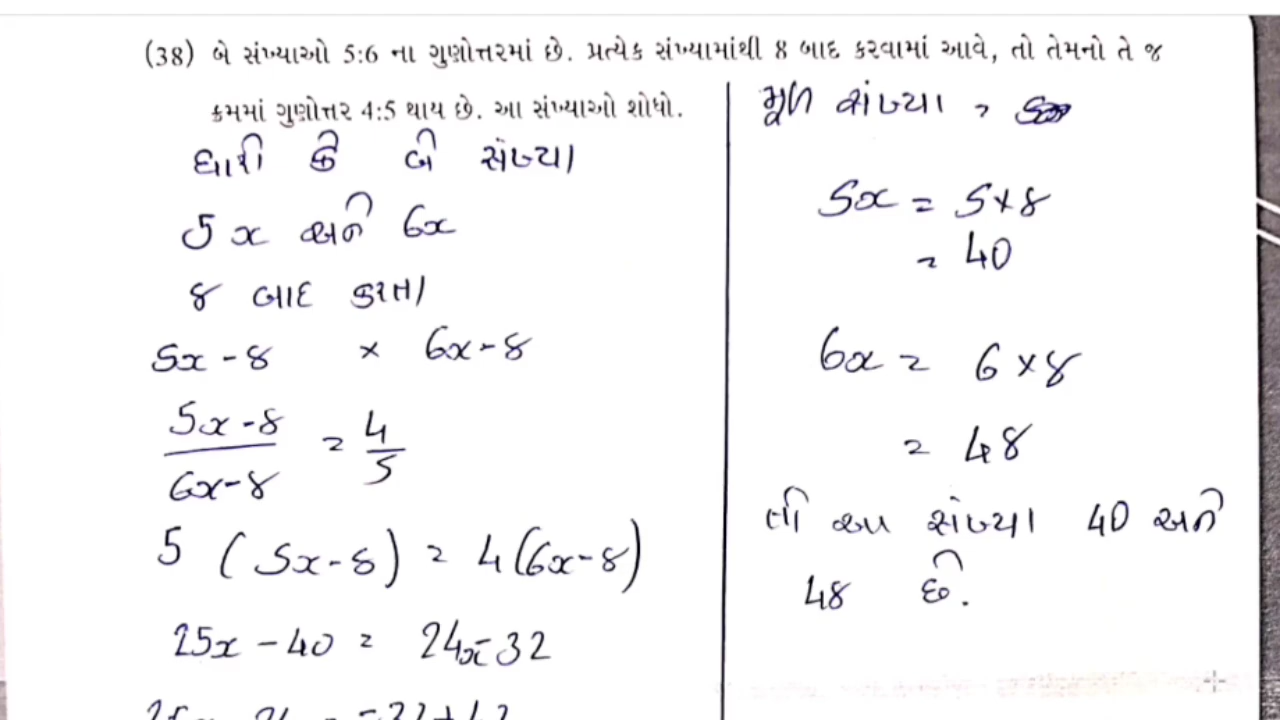 (38) બે સંખ્યાઓ 5:6 ના ગુણોત્તરમાં છે. પ્રત્યેક સંખ્યામાંથી 8 બાદ કરવામાં આવે, તો તેમનો તે જ
ક્રમમાં ગુણોત્તર 4:5 થાય છે. આ સંખ્યાઓ શોધો.
ધારો કે બે સંખ્યા
5x અને 6x
8 બાદ કરતા
5x - 8 × 6x - 8
5x - 8 / 6x - 8 = 4/5
5 (5x - 8) = 4(6x - 8)
25x - 40 = 24x - 32
મૂળ સંખ્યા =
5x = 5 × 8
= 40
6x = 6 × 8
= 48
તો આ સંખ્યા 40 અને
48 છે.